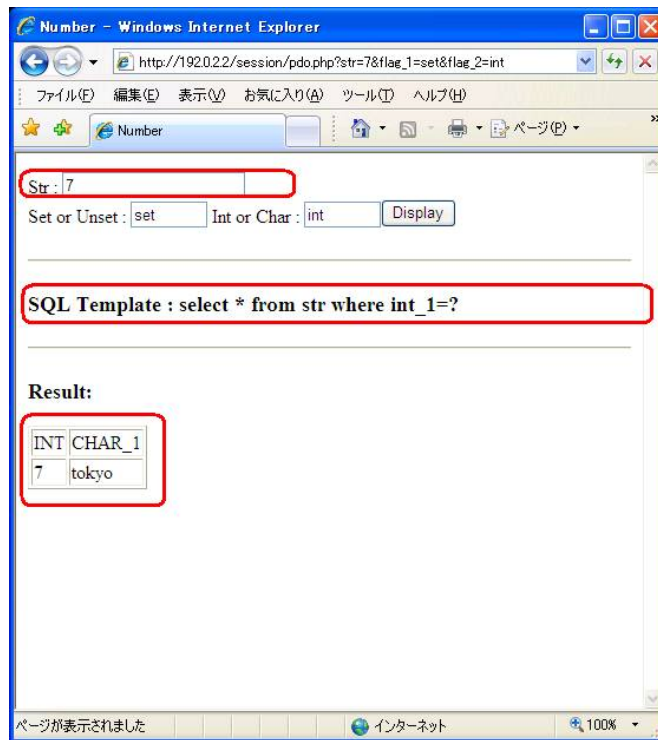 Number - Windows Internet Explorer
http://192.0.2.2/session/pdo.php?str=7&flag_1=set&flag_2=int
ファイル(F) 編集(E) 表示(V) お気に入り(A) ツール(T) ヘルプ(H)
Number ページ(P)
Str : 7
Set or Unset : set Int or Char : int Display
SQL Template : select * from str where int_1=?
Result:
INT CHAR_1
7 tokyo
ページが表示されました インターネット 100%